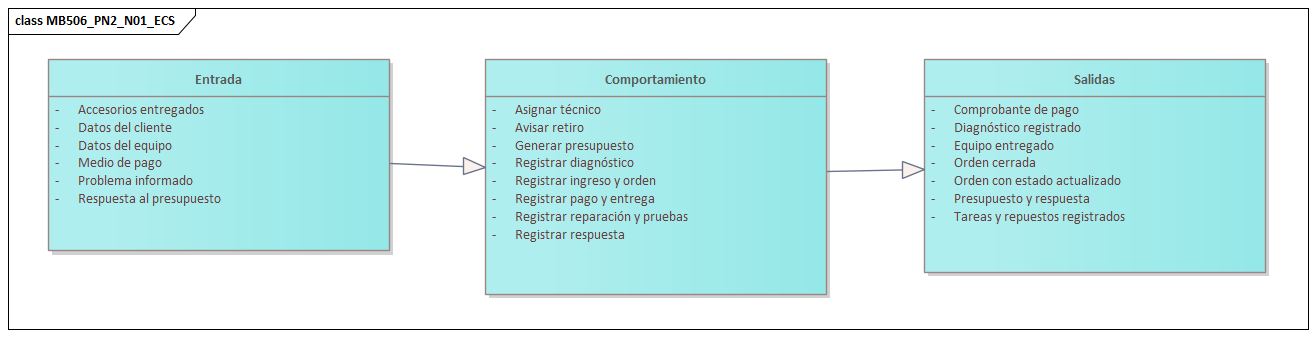 class MB506_PN2_N01_ECS
Entrada
- Accesorios entregados
- Datos del cliente
- Datos del equipo
- Medio de pago
- Problema informado
- Respuesta al presupuesto
Comportamiento
- Asignar técnico
- Avisar retiro
- Generar presupuesto
- Registrar diagnóstico
- Registrar ingreso y orden
- Registrar pago y entrega
- Registrar reparación y pruebas
- Registrar respuesta
Salidas
- Comprobante de pago
- Diagnóstico registrado
- Equipo entregado
- Orden cerrada
- Orden con estado actualizado
- Presupuesto y respuesta
- Tareas y repuestos registrados